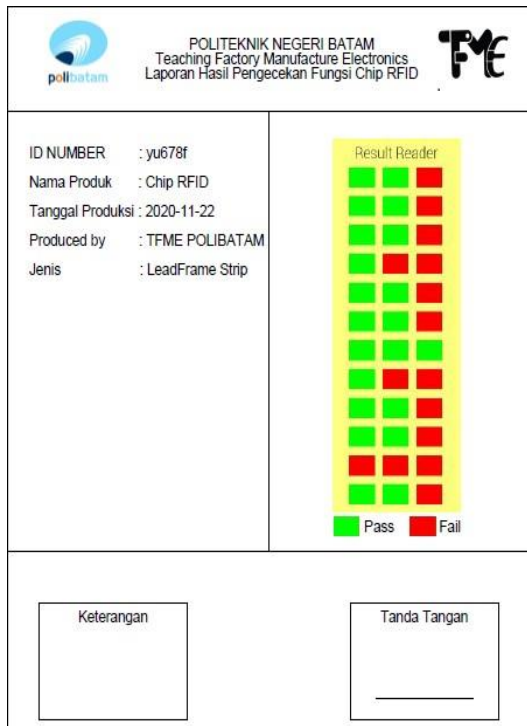 polibatam
POLITEKNIK NEGERI BATAM
Teaching Factory Manufacture Electronics
Laporan Hasil Pengecekan Fungsi Chip RFID
TFME
ID NUMBER : yu678f
Nama Produk : Chip RFID
Tanggal Produksi : 2020-11-22
Produced by : TFME POLIBATAM
Jenis : LeadFrame Strip
Result Reader
Pass Fail
Keterangan
Tanda Tangan